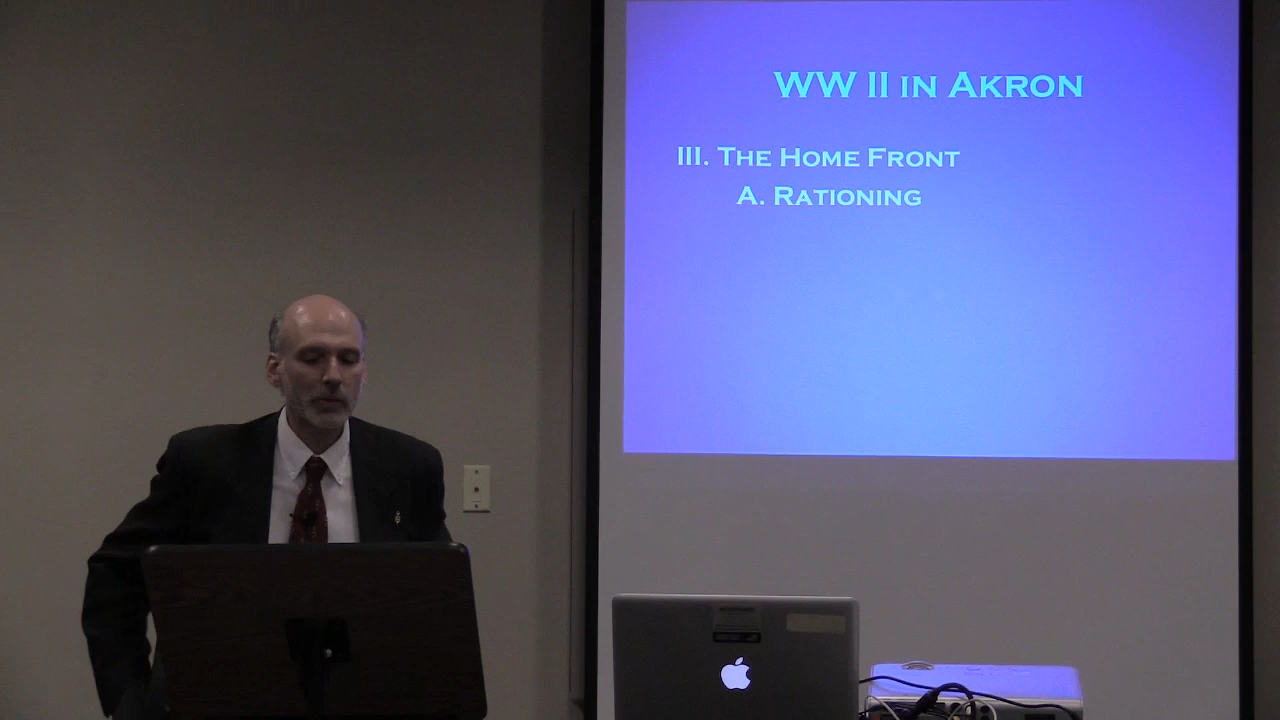 WW II in Akron
III. The Home Front
A. Rationing